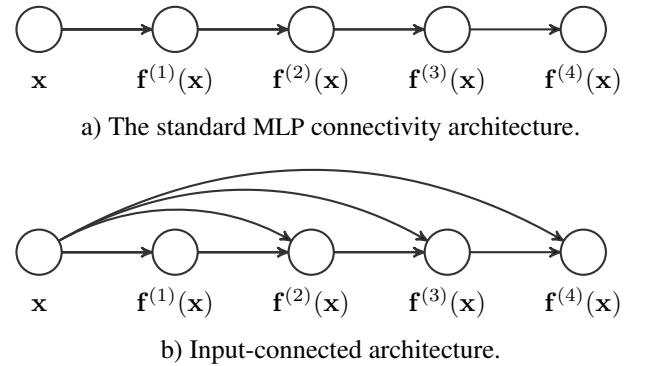 x f⁽¹⁾(x) f⁽²⁾(x) f⁽³⁾(x) f⁽⁴⁾(x)
a) The standard MLP connectivity architecture.
x f⁽¹⁾(x) f⁽²⁾(x) f⁽³⁾(x) f⁽⁴⁾(x)
b) Input-connected architecture.